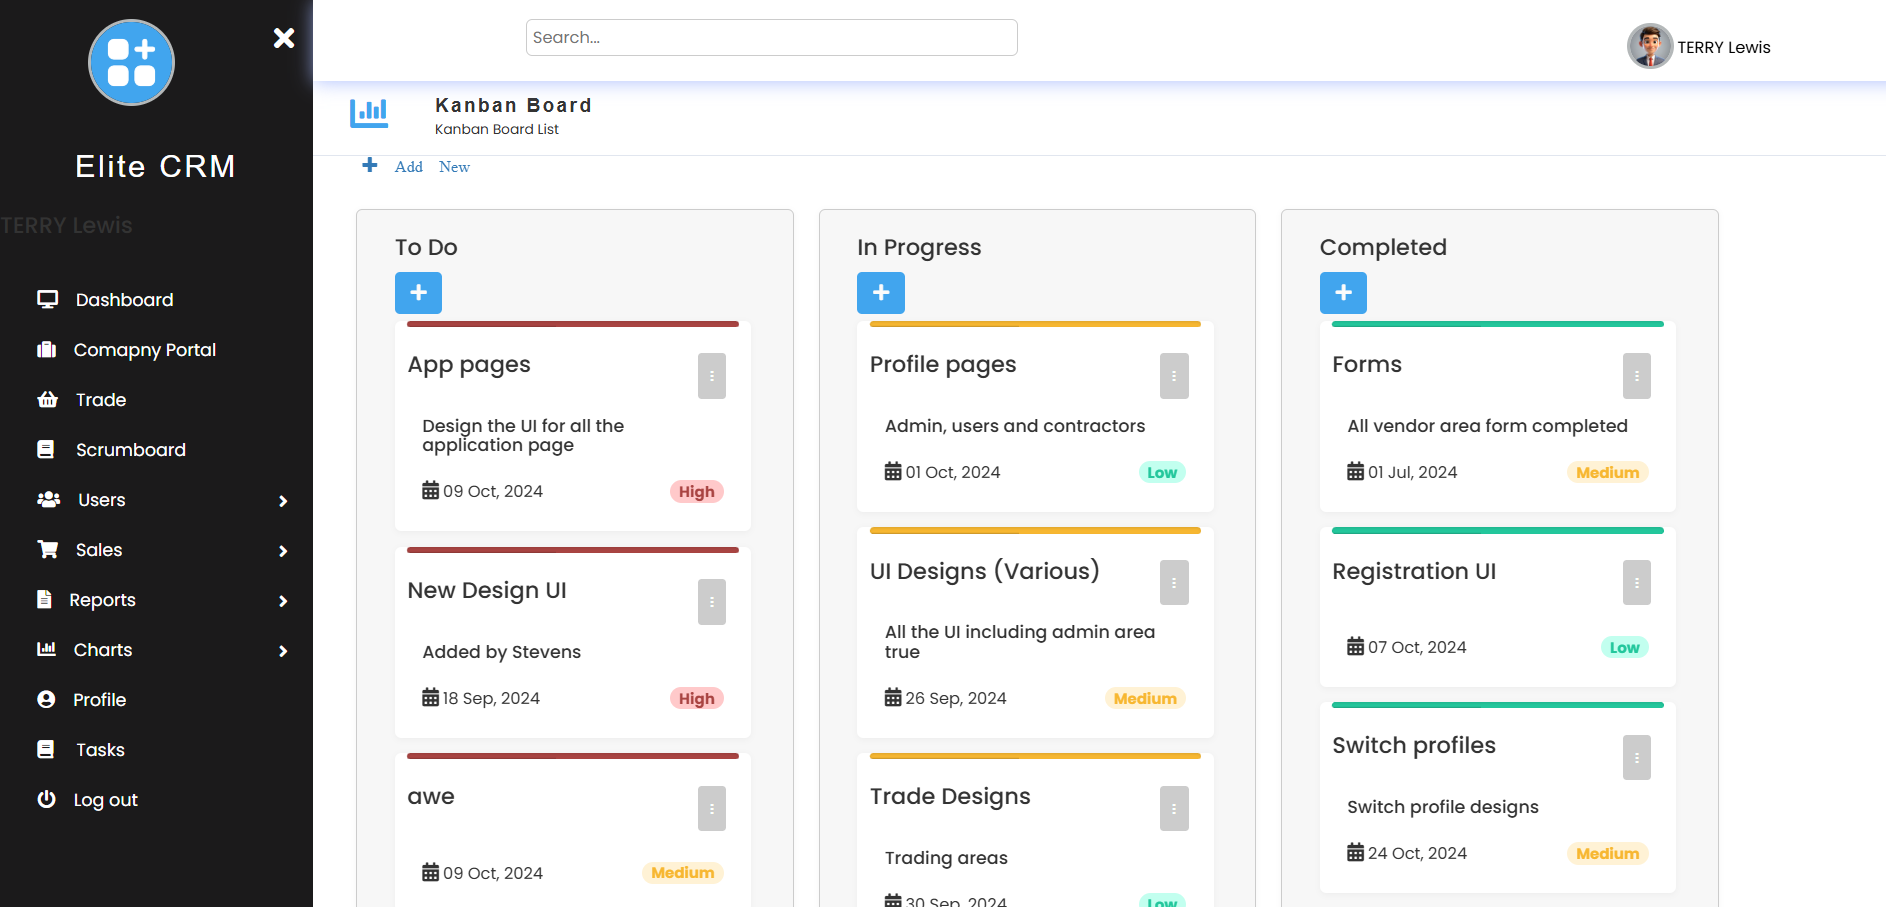 Elite CRM
TERRY Lewis
Dashboard
Comapny Portal
Trade
Scrumboard
Users
Sales
Reports
Charts
Profile
Tasks
Log out
Search...
TERRY Lewis
Kanban Board
Kanban Board List
Add New
To Do
App pages
Design the UI for all the
application page
09 Oct, 2024
High
New Design UI
Added by Stevens
18 Sep, 2024
High
awe
09 Oct, 2024
Medium
In Progress
Profile pages
Admin, users and contractors
01 Oct, 2024
Low
UI Designs (Various)
All the UI including admin area
true
26 Sep, 2024
Medium
Trade Designs
Trading areas
30 Sep, 2024
Low
Completed
Forms
All vendor area form completed
01 Jul, 2024
Medium
Registration UI
07 Oct, 2024
Low
Switch profiles
Switch profile designs
24 Oct, 2024
Medium